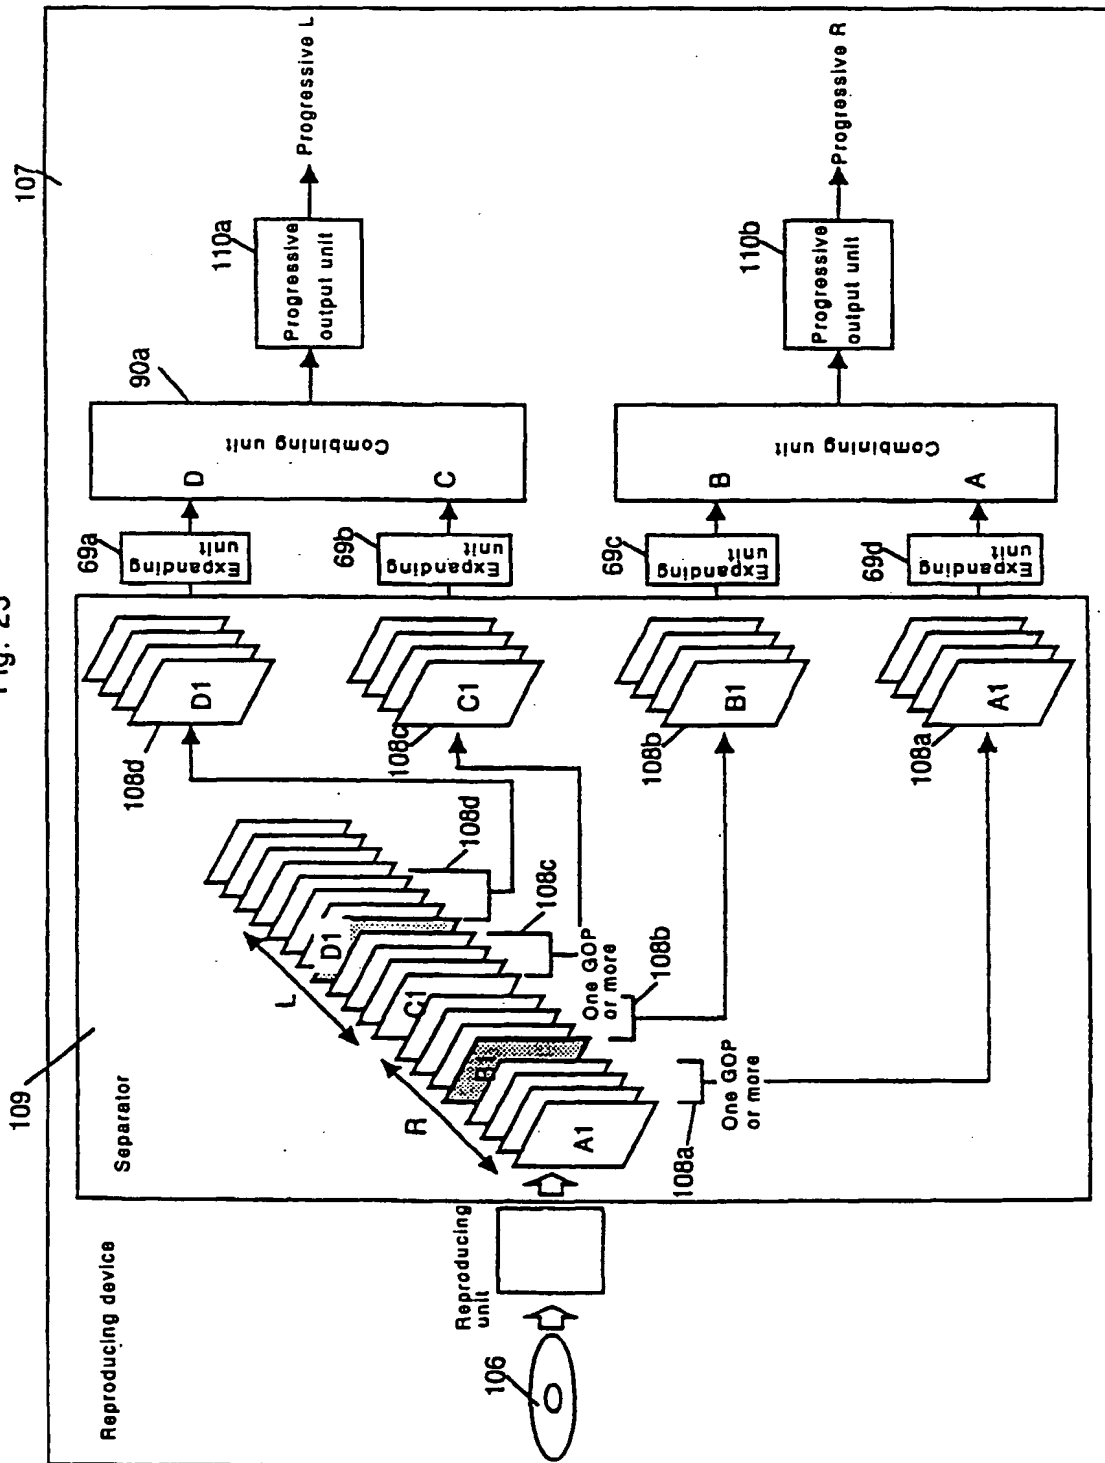 Fig. 23
107
109
Reproducing device
Separator
106
Reproducing
unit
R
L
A1
B1
C1
D1
108a
One GOP
or more
108b
One GOP
or more
108c
108d
108d
D1
108c
C1
108b
B1
108a
A1
69a
Expanding
unit
69b
Expanding
unit
69c
Expanding
unit
69d
Expanding
unit
90a
D
C
Combining unit
B
A
Combining unit
110a
Progressive
output unit
Progressive L
110b
Progressive
output unit
Progressive R